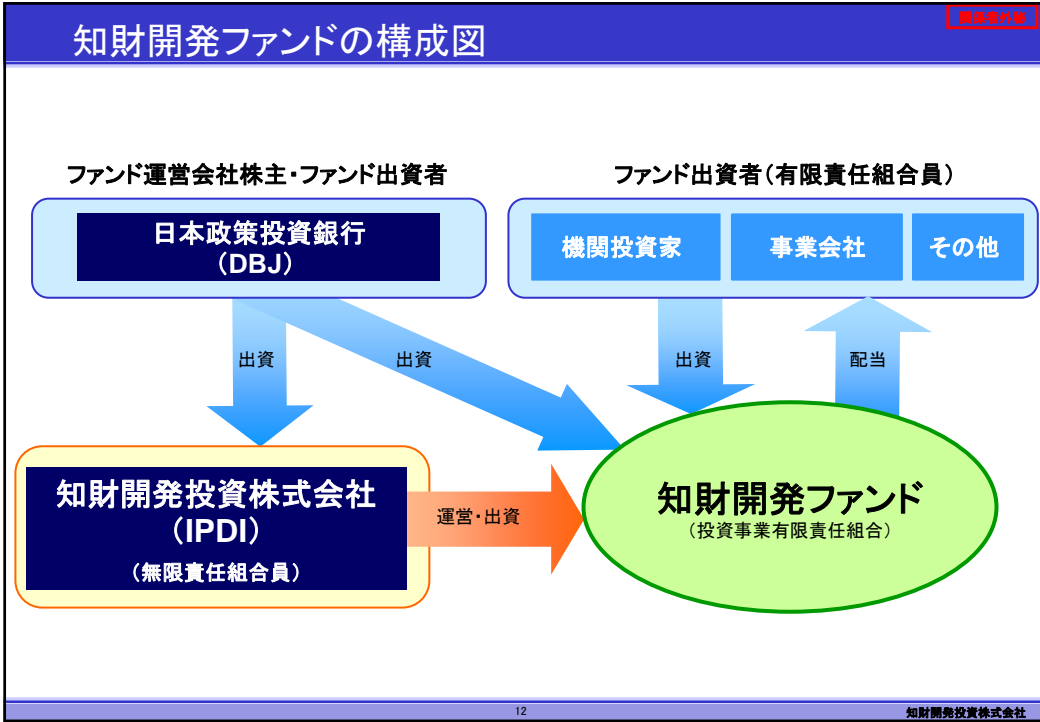 関係者外秘
知財開発ファンドの構成図
ファンド運営会社株主・ファンド出資者
ファンド出資者(有限責任組合員)
日本政策投資銀行
(DBJ)
機関投資家
事業会社
その他
出資
出資
出資
配当
知財開発投資株式会社
(IPDI)
(無限責任組合員)
運営・出資
知財開発ファンド
(投資事業有限責任組合)
12
知財開発投資株式会社